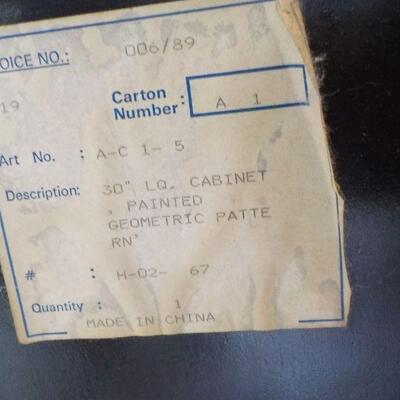 OICE NO.: 006/89
19 Carton Number: A 1
Art No. : A-C 1- 5
Description: 30" LQ. CABINET
, PAINTED
GEOMETRIC PATTE
RN"
# : H-02- 67
Quantity : 1
MADE IN CHINA